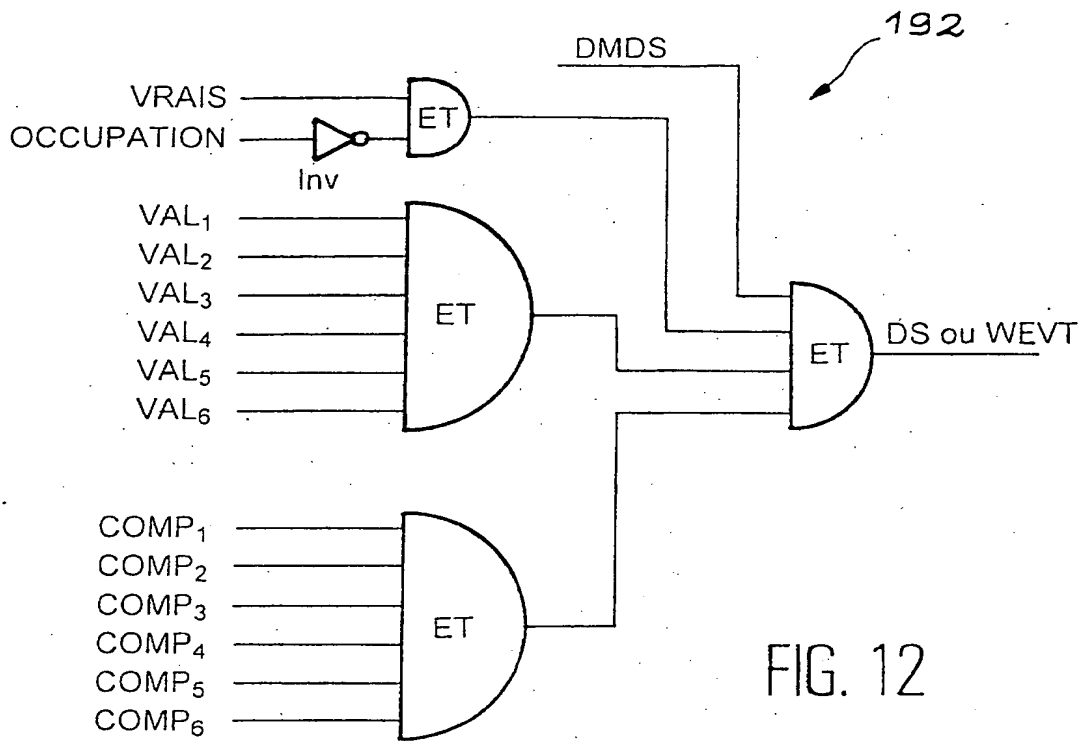 192
DMDS
VRAIS
ET
OCCUPATION
Inv
VAL₁
VAL₂
VAL₃
VAL₄
VAL₅
VAL₆
ET
ET
DS ou WEVT
COMP₁
COMP₂
COMP₃
COMP₄
COMP₅
COMP₆
ET
FIG. 12